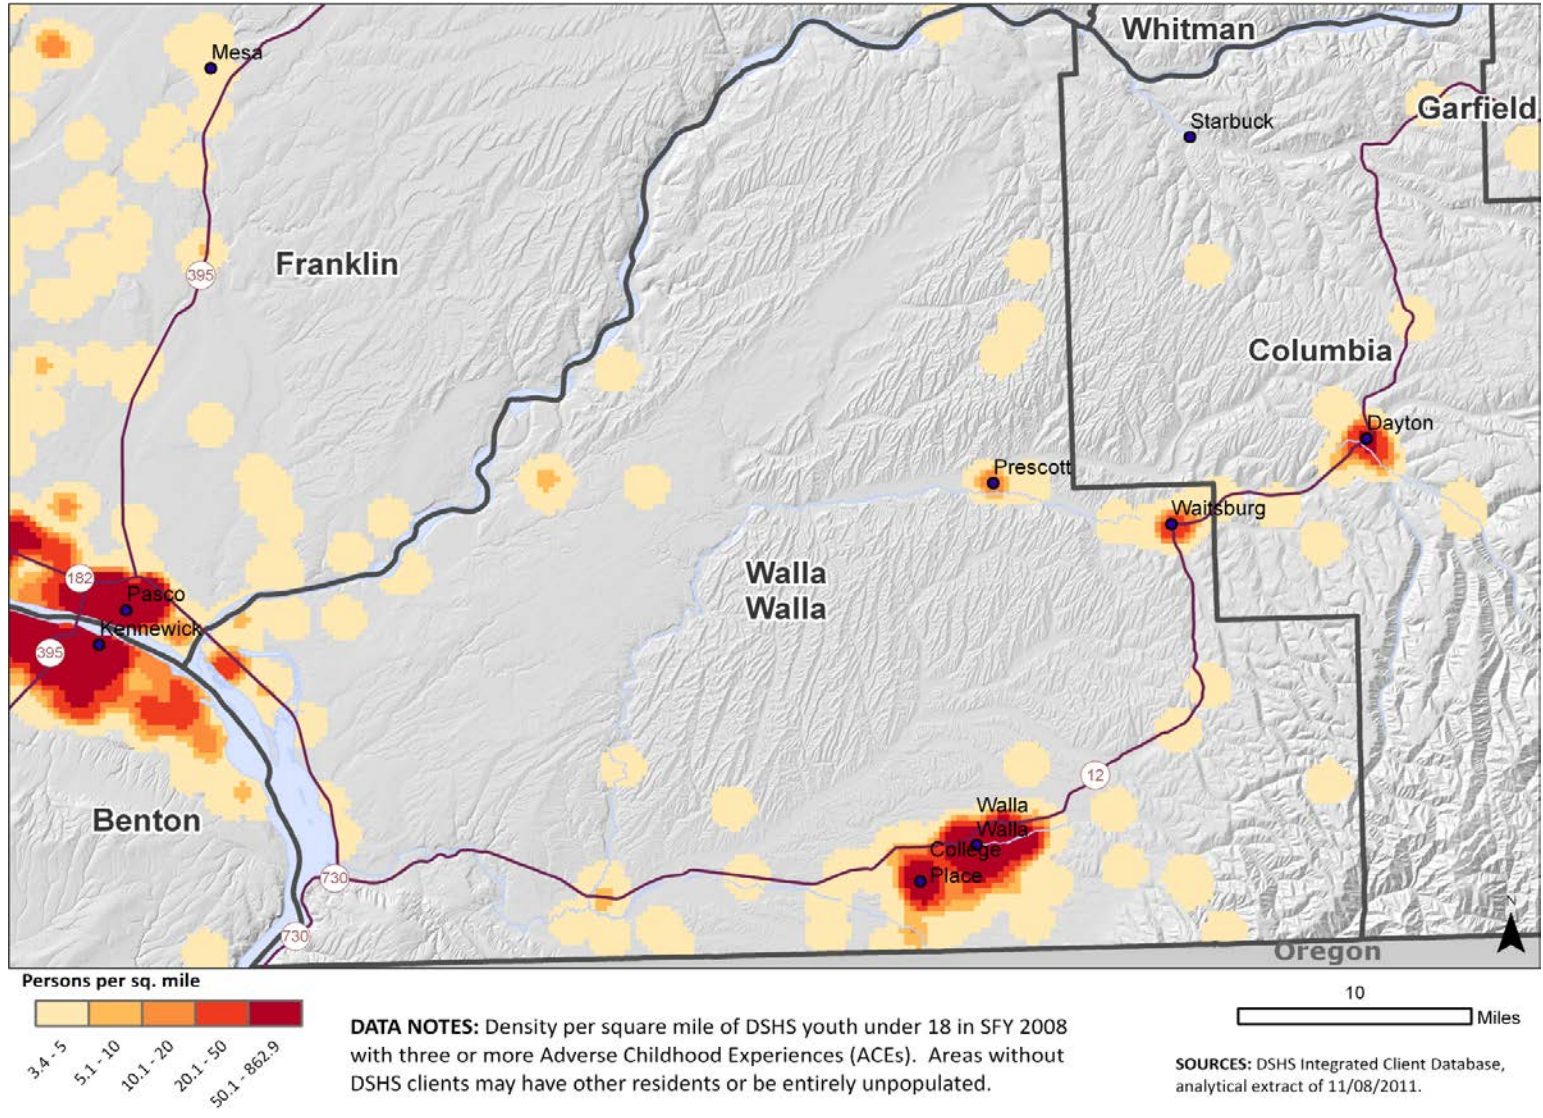 Whitman
Mesa
Garfield
Starbuck
Franklin
395
Columbia
Dayton
Prescott
Waitsburg
Walla
Walla
182
Pasco
Kennewick
395
12
Benton
Walla
Walla
College
Place
730
730
N
Oregon
Persons per sq. mile
3.4 - 5
5.1 - 10
10.1 - 20
20.1 - 50
50.1 - 862.9
DATA NOTES: Density per square mile of DSHS youth under 18 in SFY 2008
with three or more Adverse Childhood Experiences (ACEs). Areas without
DSHS clients may have other residents or be entirely unpopulated.
10
Miles
SOURCES: DSHS Integrated Client Database,
analytical extract of 11/08/2011.